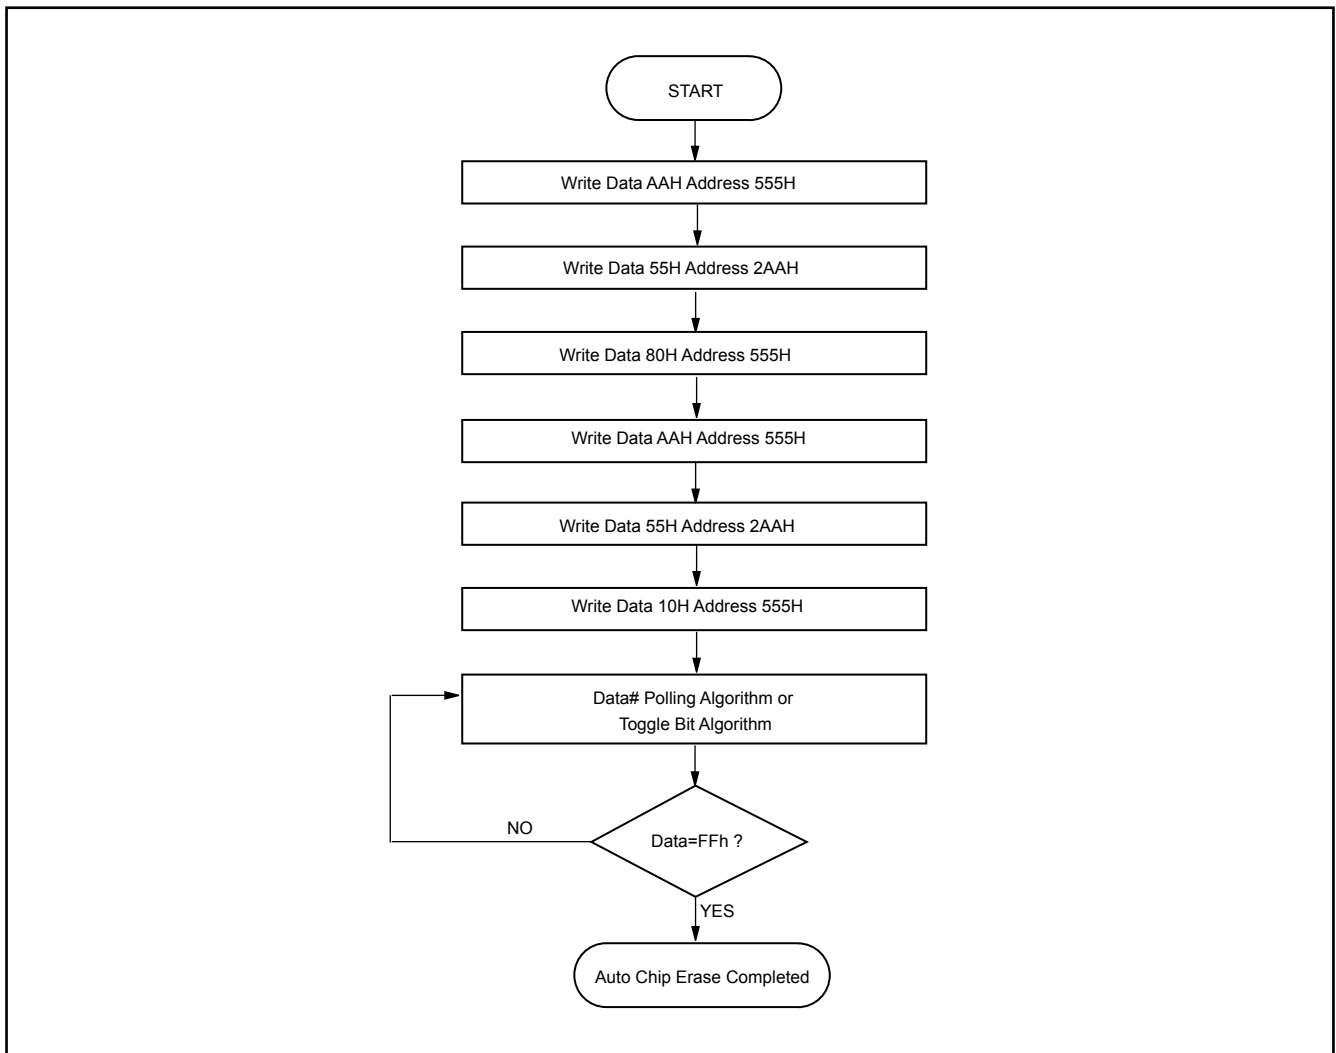 START
Write Data AAH Address 555H
Write Data 55H Address 2AAH
Write Data 80H Address 555H
Write Data AAH Address 555H
Write Data 55H Address 2AAH
Write Data 10H Address 555H
Data# Polling Algorithm or
Toggle Bit Algorithm
NO
Data=FFh ?
YES
Auto Chip Erase Completed